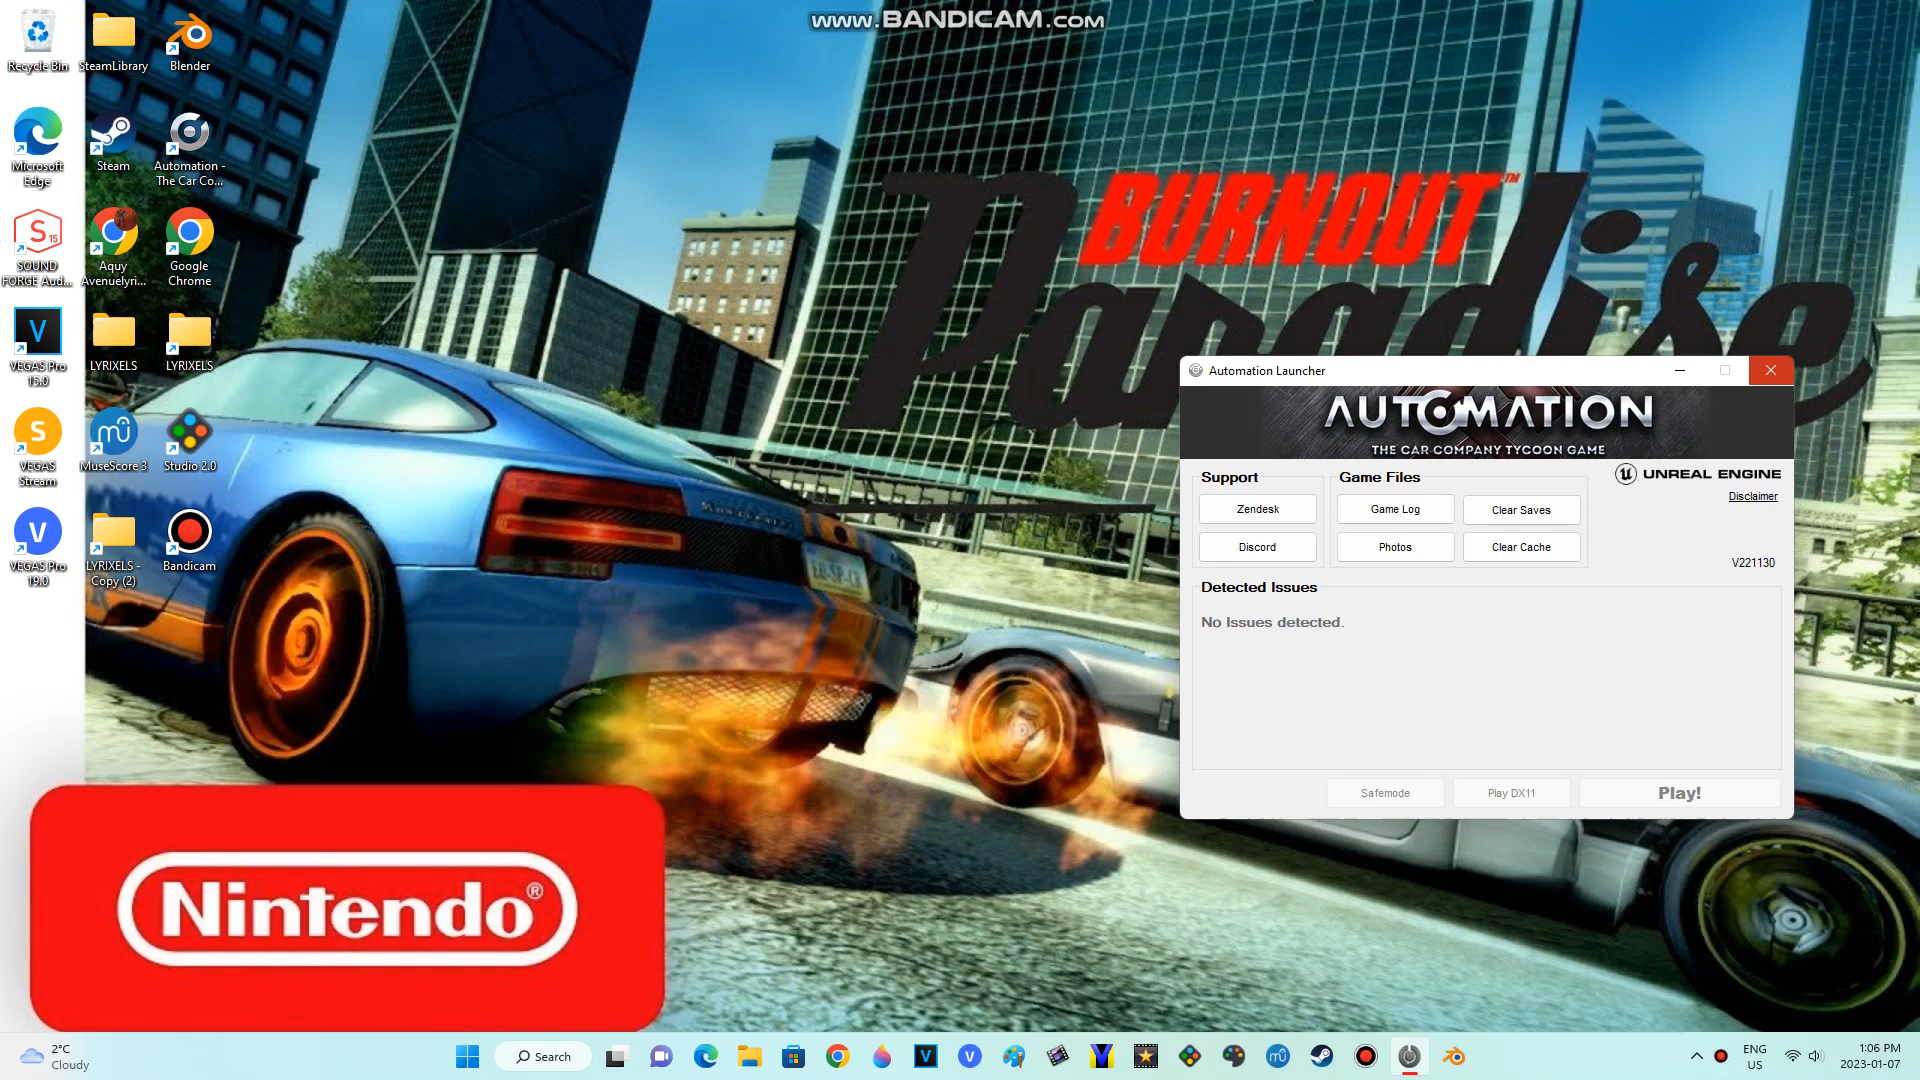 www.BANDICAM.com
Recycle Bin
SteamLibrary
Blender
Microsoft
Edge
Steam
Automation -
The Car Co...
SOUND
FORGE Aud...
Aquy
Avenuelyri...
Google
Chrome
VEGAS Pro
15.0
LYRIXELS
LYRIXELS
VEGAS
Stream
MuseScore 3
Studio 2.0
VEGAS Pro
19.0
LYRIXELS -
Copy (2)
Bandicam
BURNOUT™
Paradise
Automation Launcher
AUTOMATION
THE CAR COMPANY TYCOON GAME
Support
Game Files
UNREAL ENGINE
Disclaimer
Zendesk
Game Log
Clear Saves
Discord
Photos
Clear Cache
V221130
Detected Issues
No Issues detected.
Safemode
Play DX11
Play!
Nintendo®
2°C
Cloudy
Search
ENG
US
1:06 PM
2023-01-07